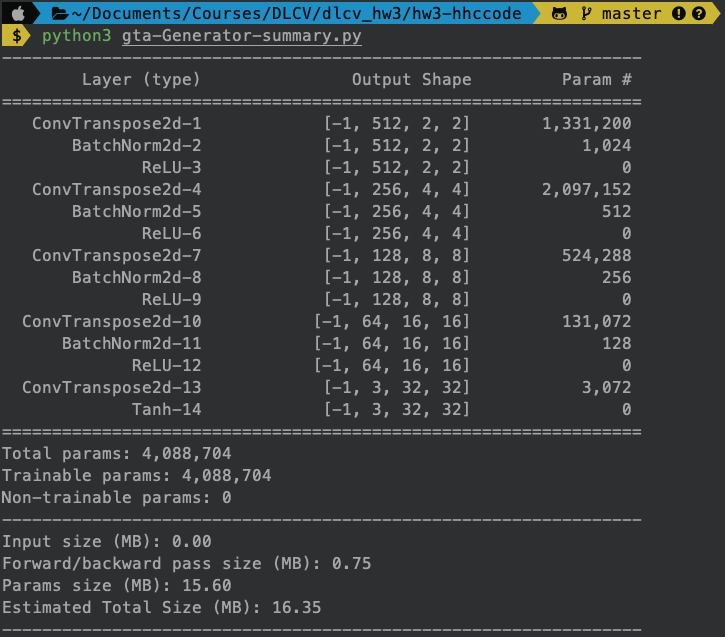 ~/Documents/Courses/DLCV/dlcv_hw3/hw3-hhccode master
$ python3 gta-Generator-summary.py
----------------------------------------------------------------
Layer (type) Output Shape Param #
================================================================
ConvTranspose2d-1 [-1, 512, 2, 2] 1,331,200
BatchNorm2d-2 [-1, 512, 2, 2] 1,024
ReLU-3 [-1, 512, 2, 2] 0
ConvTranspose2d-4 [-1, 256, 4, 4] 2,097,152
BatchNorm2d-5 [-1, 256, 4, 4] 512
ReLU-6 [-1, 256, 4, 4] 0
ConvTranspose2d-7 [-1, 128, 8, 8] 524,288
BatchNorm2d-8 [-1, 128, 8, 8] 256
ReLU-9 [-1, 128, 8, 8] 0
ConvTranspose2d-10 [-1, 64, 16, 16] 131,072
BatchNorm2d-11 [-1, 64, 16, 16] 128
ReLU-12 [-1, 64, 16, 16] 0
ConvTranspose2d-13 [-1, 3, 32, 32] 3,072
Tanh-14 [-1, 3, 32, 32] 0
================================================================
Total params: 4,088,704
Trainable params: 4,088,704
Non-trainable params: 0
----------------------------------------------------------------
Input size (MB): 0.00
Forward/backward pass size (MB): 0.75
Params size (MB): 15.60
Estimated Total Size (MB): 16.35
----------------------------------------------------------------